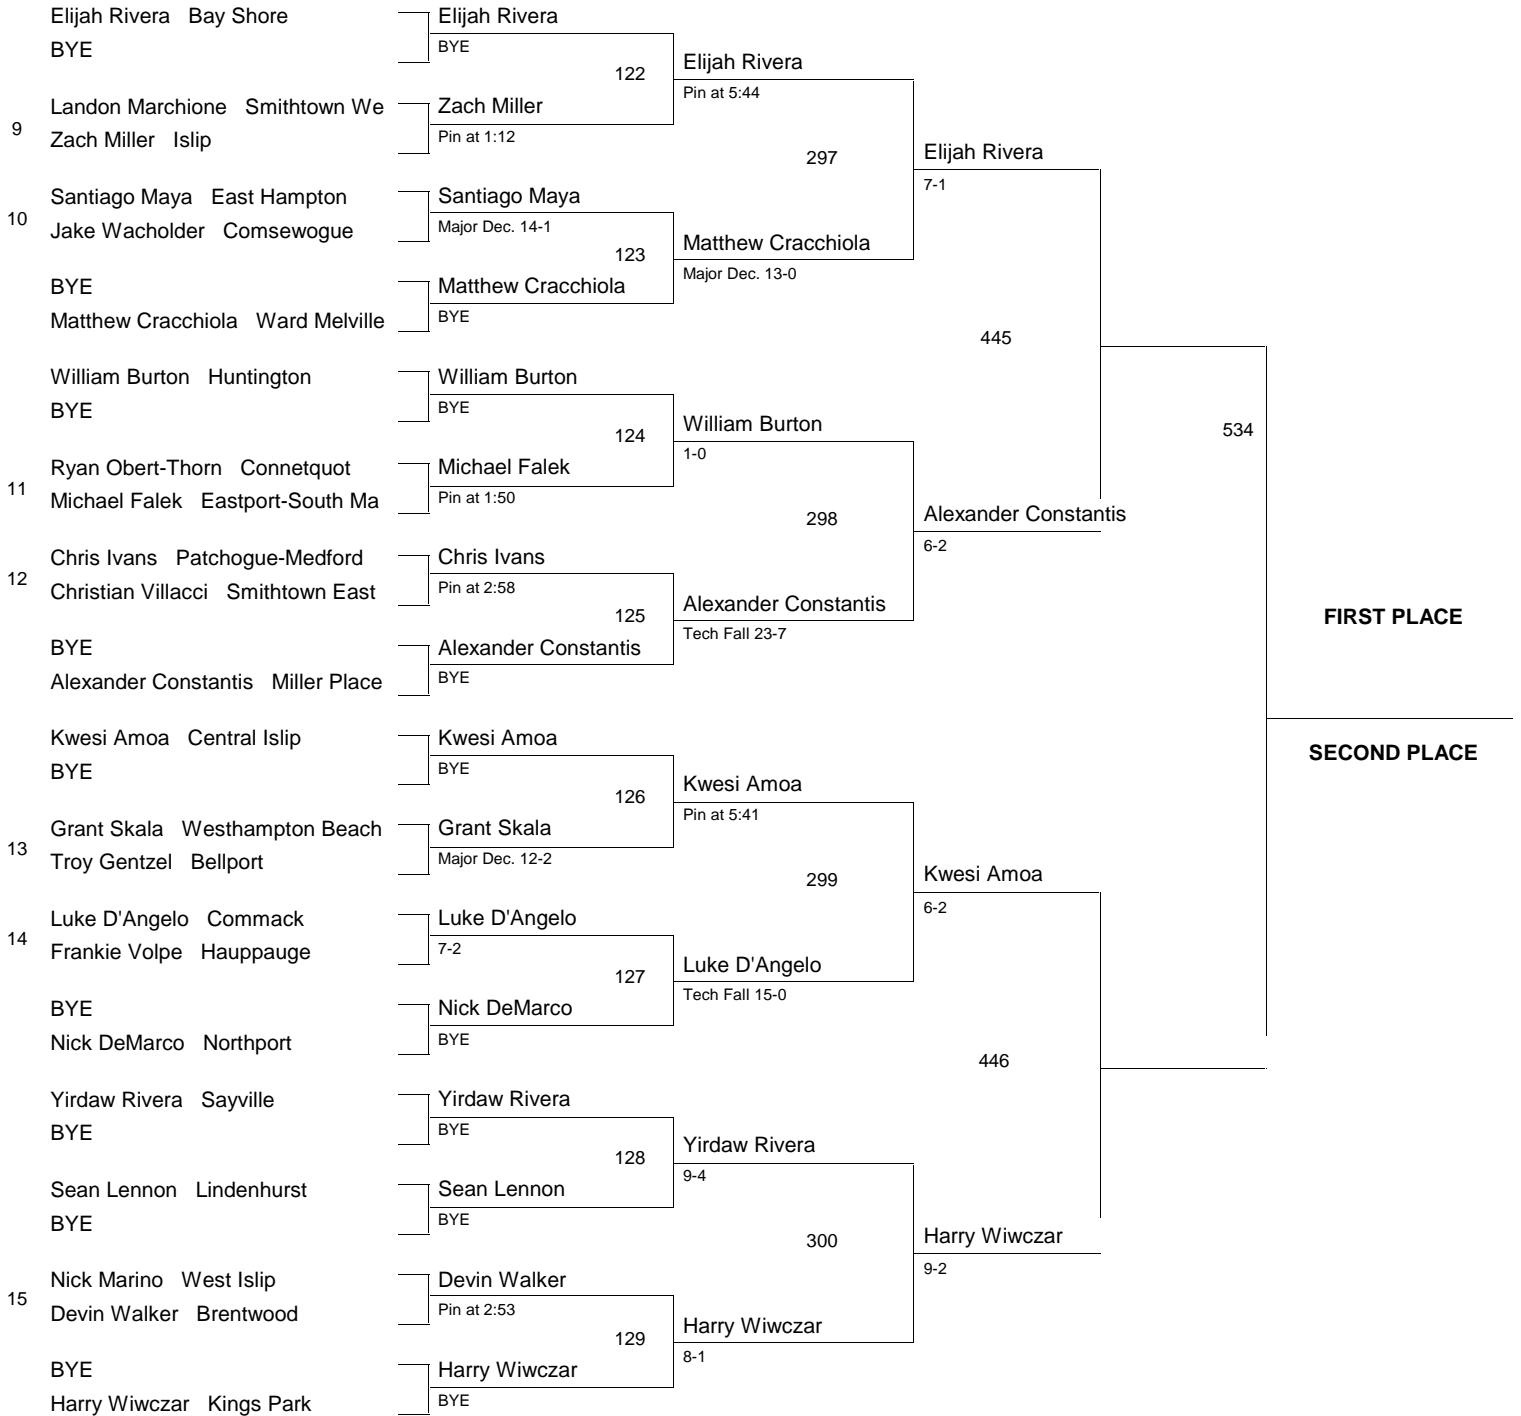 Elijah Rivera Bay Shore
BYE
9
Landon Marchione Smithtown We
Zach Miller Islip
10
Santiago Maya East Hampton
Jake Wacholder Comsewogue
BYE
Matthew Cracchiola Ward Melville
William Burton Huntington
BYE
11
Ryan Obert-Thorn Connetquot
Michael Falek Eastport-South Ma
12
Chris Ivans Patchogue-Medford
Christian Villacci Smithtown East
BYE
Alexander Constantis Miller Place
Kwesi Amoa Central Islip
BYE
13
Grant Skala Westhampton Beach
Troy Gentzel Bellport
14
Luke D'Angelo Commack
Frankie Volpe Hauppauge
BYE
Nick DeMarco Northport
Yirdaw Rivera Sayville
BYE
Sean Lennon Lindenhurst
BYE
15
Nick Marino West Islip
Devin Walker Brentwood
BYE
Harry Wiwczar Kings Park
Elijah Rivera
BYE
122
Zach Miller
Pin at 1:12
Santiago Maya
Major Dec. 14-1
123
Matthew Cracchiola
BYE
William Burton
BYE
124
Michael Falek
Pin at 1:50
Chris Ivans
Pin at 2:58
125
Alexander Constantis
BYE
Kwesi Amoa
BYE
126
Grant Skala
Major Dec. 12-2
Luke D'Angelo
7-2
127
Nick DeMarco
BYE
Yirdaw Rivera
BYE
128
Sean Lennon
BYE
Devin Walker
Pin at 2:53
129
Harry Wiwczar
BYE
Elijah Rivera
Pin at 5:44
297
Matthew Cracchiola
Major Dec. 13-0
William Burton
1-0
298
Alexander Constantis
Tech Fall 23-7
Kwesi Amoa
Pin at 5:41
299
Luke D'Angelo
Tech Fall 15-0
Yirdaw Rivera
9-4
300
Harry Wiwczar
8-1
Elijah Rivera
7-1
445
Alexander Constantis
6-2
Kwesi Amoa
6-2
446
Harry Wiwczar
9-2
534
FIRST PLACE
SECOND PLACE